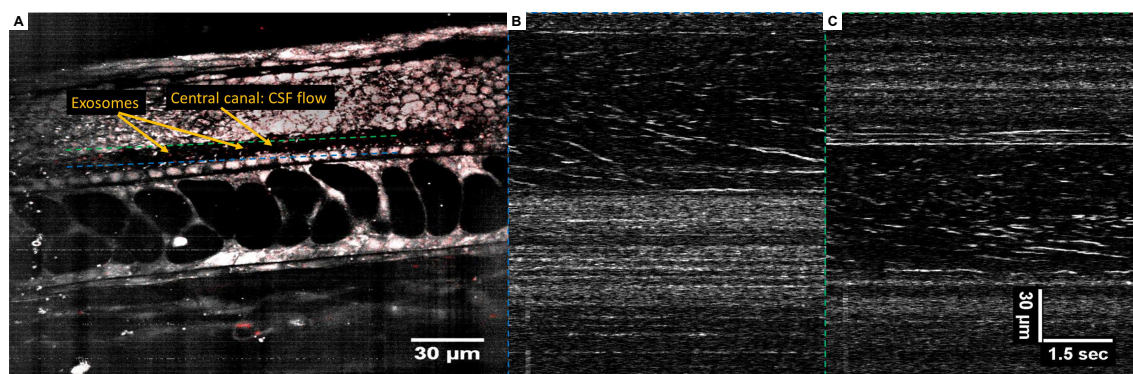 A
B
C
Exosomes
Central canal: CSF flow
30 µm
30 µm
1.5 sec